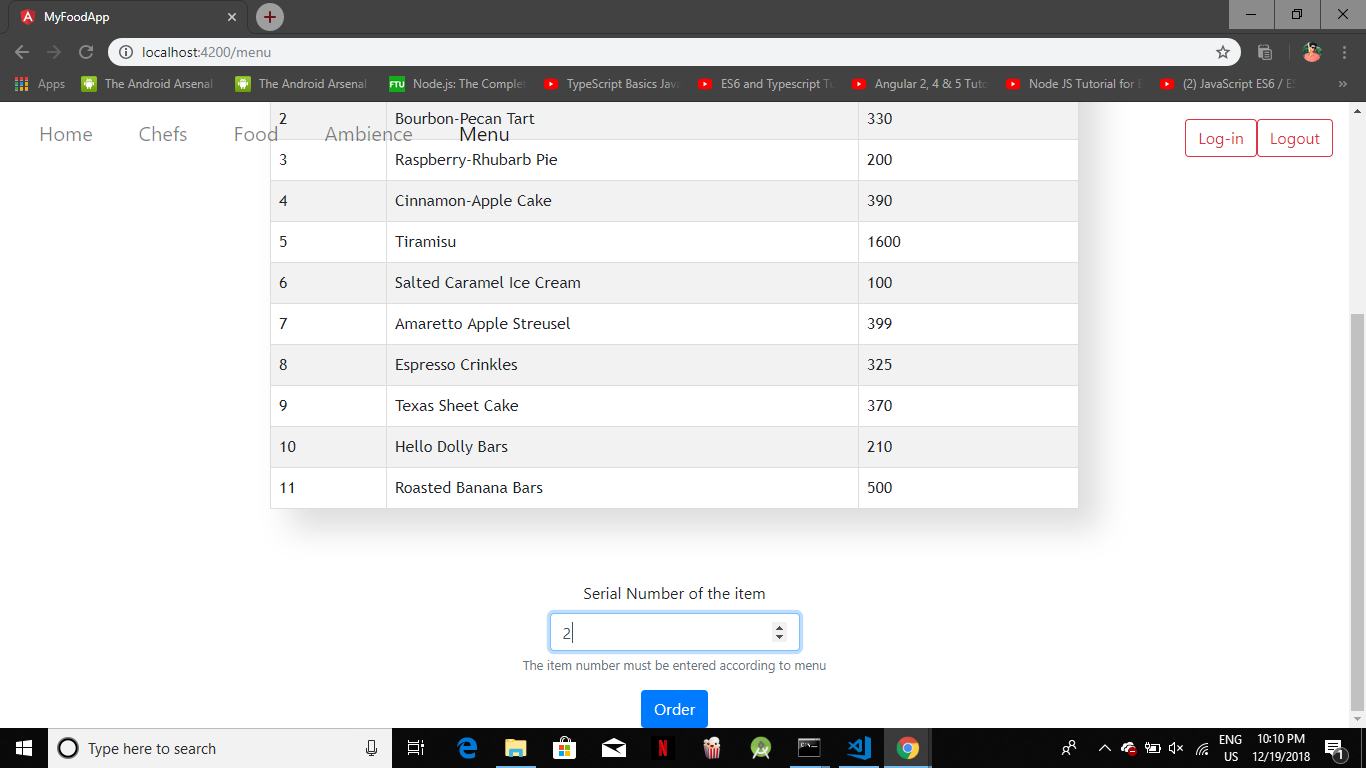 MyFoodApp
localhost:4200/menu
Apps The Android Arsenal The Android Arsenal FTU Node.js: The Complet TypeScript Basics Jav ES6 and Typescript Tu Angular 2, 4 & 5 Tuto Node JS Tutorial for (2) JavaScript ES6 / ES »
Home Chefs Food Ambience Menu Log-in Logout
2 Bourbon-Pecan Tart 330
3 Raspberry-Rhubarb Pie 200
4 Cinnamon-Apple Cake 390
5 Tiramisu 1600
6 Salted Caramel Ice Cream 100
7 Amaretto Apple Streusel 399
8 Espresso Crinkles 325
9 Texas Sheet Cake 370
10 Hello Dolly Bars 210
11 Roasted Banana Bars 500
Serial Number of the item
2
The item number must be entered according to menu
Order
Type here to search
ENG 10:10 PM
US 12/19/2018
1